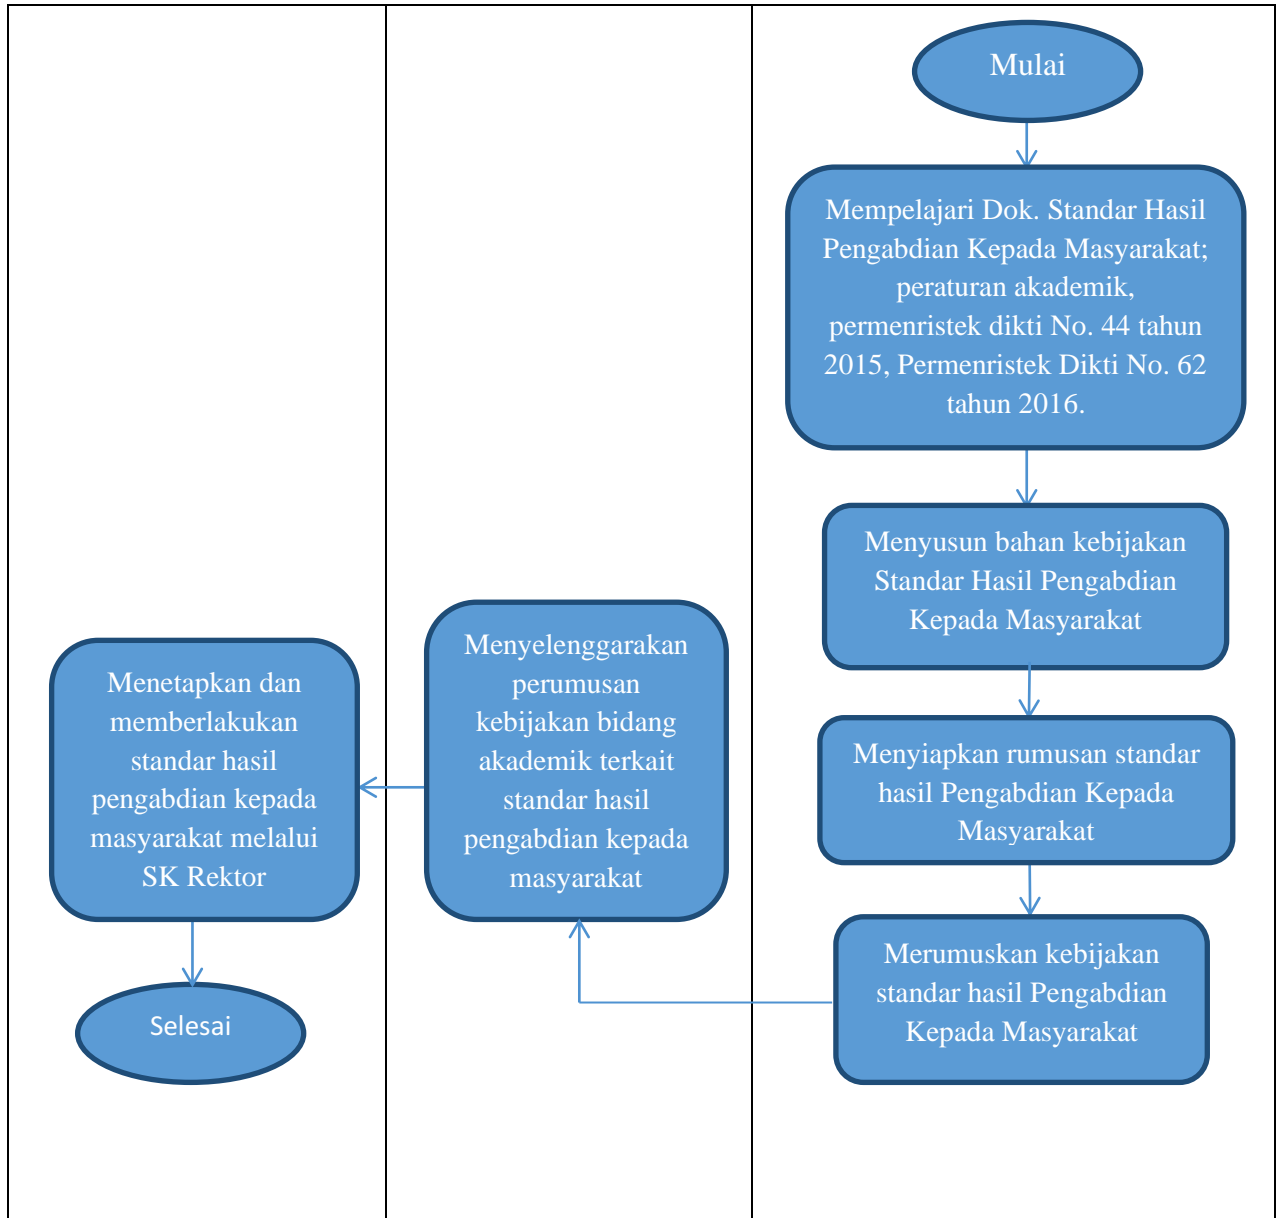 Mulai
Mempelajari Dok. Standar Hasil
Pengabdian Kepada Masyarakat;
peraturan akademik,
permenristek dikti No. 44 tahun
2015, Permenristek Dikti No. 62
tahun 2016.
Menyusun bahan kebijakan
Standar Hasil Pengabdian
Kepada Masyarakat
Menyiapkan rumusan standar
hasil Pengabdian Kepada
Masyarakat
Merumuskan kebijakan
standar hasil Pengabdian
Kepada Masyarakat
Menyelenggarakan
perumusan
kebijakan bidang
akademik terkait
standar hasil
pengabdian kepada
masyarakat
Menetapkan dan
memberlakukan
standar hasil
pengabdian kepada
masyarakat melalui
SK Rektor
Selesai